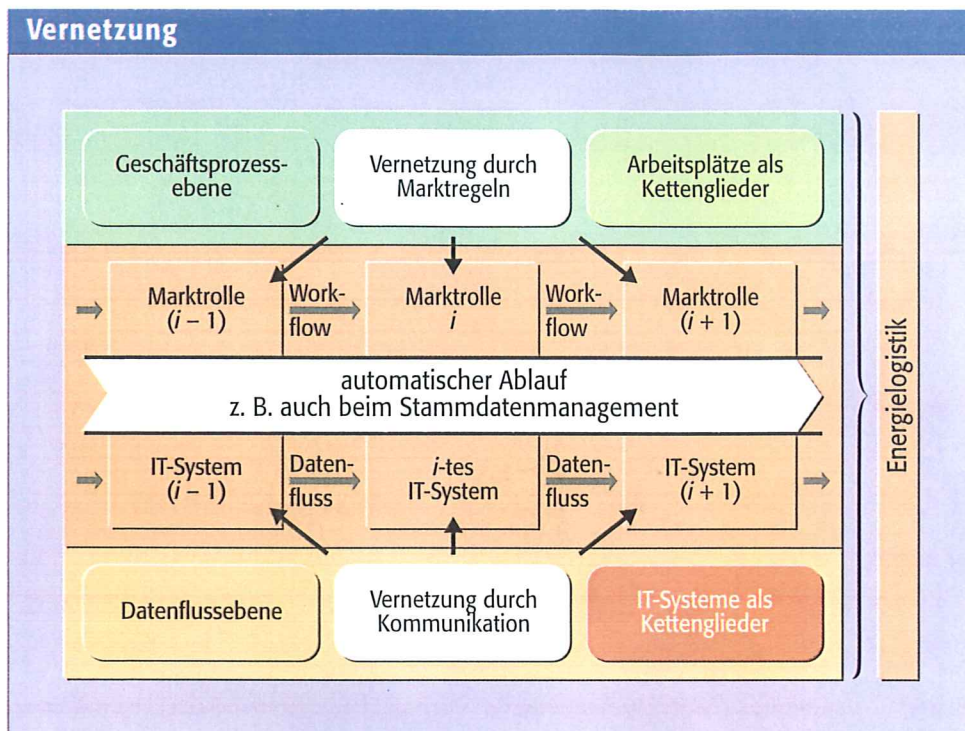 Vernetzung
Geschäftsprozess-
ebene
Vernetzung durch
Marktregeln
Arbeitsplätze als
Kettenglieder
Marktrolle
(i – 1)
Work-
flow
Marktrolle
i
Work-
flow
Marktrolle
(i + 1)
automatischer Ablauf
z. B. auch beim Stammdatenmanagement
IT-System
(i – 1)
Daten-
fluss
i-tes
IT-System
Daten-
fluss
IT-System
(i + 1)
Datenflussebene
Vernetzung durch
Kommunikation
IT-Systeme als
Kettenglieder
Energielogistik